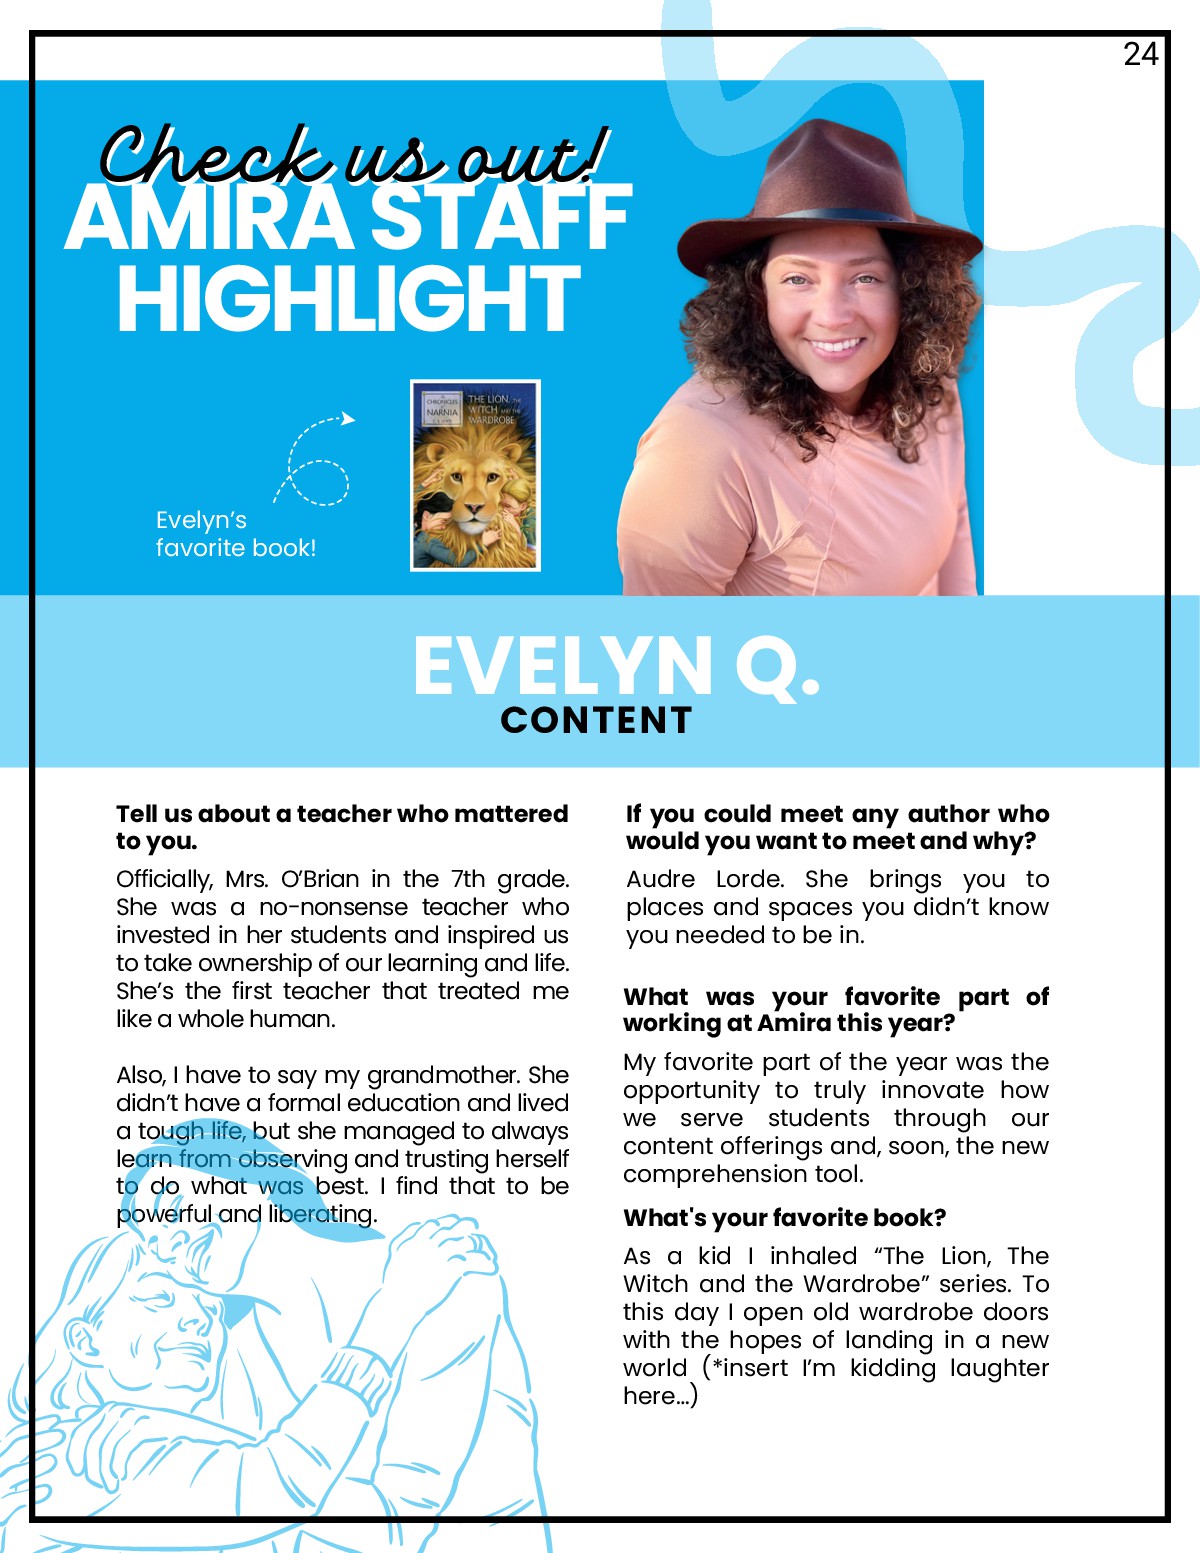 24
Check us out!
AMIRA STAFF
HIGHLIGHT
THE
CHRONICLES
OF
NARNIA
C.S. LEWIS
THE LION, THE
WITCH AND THE
WARDROBE
Evelyn’s
favorite book!
EVELYN Q.
CONTENT
Tell us about a teacher who mattered
to you.
Officially, Mrs. O’Brian in the 7th grade.
She was a no-nonsense teacher who
invested in her students and inspired us
to take ownership of our learning and life.
She’s the first teacher that treated me
like a whole human.
Also, I have to say my grandmother. She
didn’t have a formal education and lived
a tough life, but she managed to always
learn from observing and trusting herself
to do what was best. I find that to be
powerful and liberating.
If you could meet any author who
would you want to meet and why?
Audre Lorde. She brings you to
places and spaces you didn’t know
you needed to be in.
What was your favorite part of
working at Amira this year?
My favorite part of the year was the
opportunity to truly innovate how
we serve students through our
content offerings and, soon, the new
comprehension tool.
What's your favorite book?
As a kid I inhaled “The Lion, The
Witch and the Wardrobe” series. To
this day I open old wardrobe doors
with the hopes of landing in a new
world (*insert I’m kidding laughter
here...)